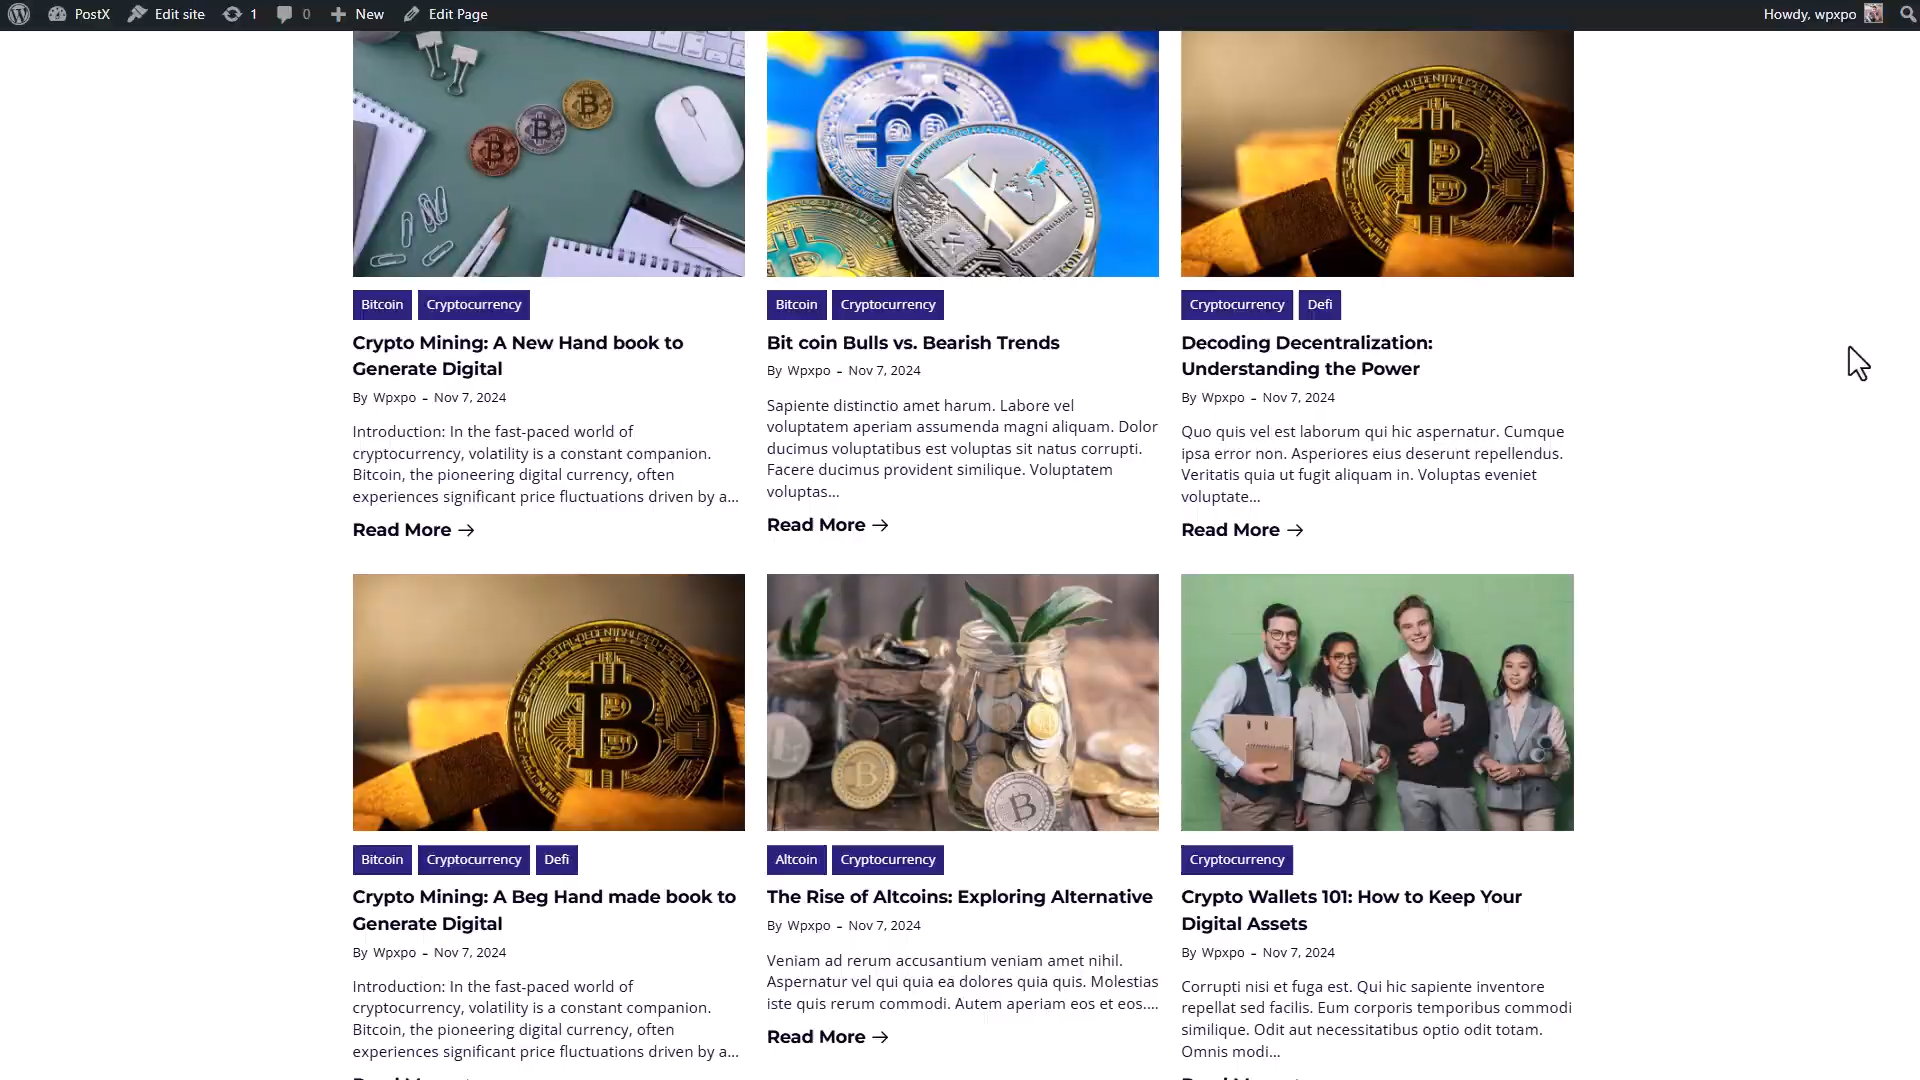 PostX Edit site 1 0 New Edit Page Howdy, wpxpo
Bitcoin Cryptocurrency
Crypto Mining: A New Hand book to
Generate Digital
By Wpxpo - Nov 7, 2024
Introduction: In the fast-paced world of
cryptocurrency, volatility is a constant companion.
Bitcoin, the pioneering digital currency, often
experiences significant price fluctuations driven by a...
Read More →
Bitcoin Cryptocurrency
Bit coin Bulls vs. Bearish Trends
By Wpxpo - Nov 7, 2024
Sapiente distinctio amet harum. Labore vel
voluptatem aperiam assumenda magni aliquam. Dolor
ducimus voluptatibus est voluptas sit natus corrupti.
Facere ducimus provident similique. Voluptatem
voluptas...
Read More →
Cryptocurrency Defi
Decoding Decentralization:
Understanding the Power
By Wpxpo - Nov 7, 2024
Quo quis vel est laborum qui hic aspernatur. Cumque
ipsa error non. Asperiores eius deserunt repellendus.
Veritatis quia ut fugit aliquam in. Voluptas eveniet
voluptate...
Read More →
Bitcoin Cryptocurrency Defi
Crypto Mining: A Beg Hand made book to
Generate Digital
By Wpxpo - Nov 7, 2024
Introduction: In the fast-paced world of
cryptocurrency, volatility is a constant companion.
Bitcoin, the pioneering digital currency, often
experiences significant price fluctuations driven by a...
Altcoin Cryptocurrency
The Rise of Altcoins: Exploring Alternative
By Wpxpo - Nov 7, 2024
Veniam ad rerum accusantium veniam amet nihil.
Aspernatur vel qui quia ea dolores quia quis. Molestias
iste quis rerum commodi. Autem aperiam eos et eos....
Read More →
Cryptocurrency
Crypto Wallets 101: How to Keep Your
Digital Assets
By Wpxpo - Nov 7, 2024
Corrupti nisi et fuga est. Qui hic sapiente inventore
repellat sed facilis. Eum corporis temporibus commodi
similique. Odit aut necessitatibus optio odit totam.
Omnis modi...